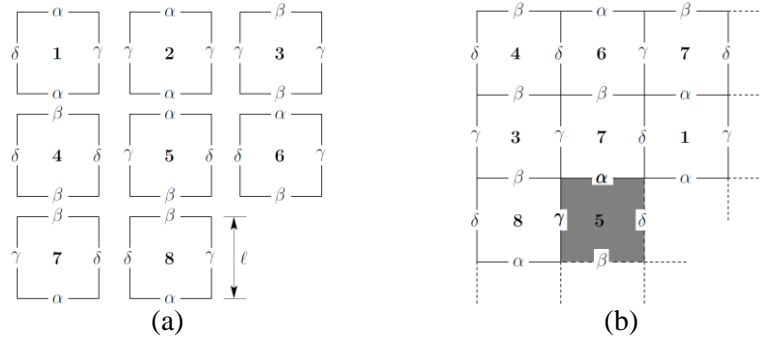 α α β
δ 1 γ γ 2 γ γ 3 γ
α α α
β α α
δ 4 δ γ 5 δ δ 6 γ
β β β
β β
γ 7 δ δ 8 γ ℓ
α α
(a)
β α β
δ 4 δ 6 γ 7 δ
β β α
γ 3 γ 7 δ 1 γ
β α α
δ 8 γ 5 δ
α β
(b)